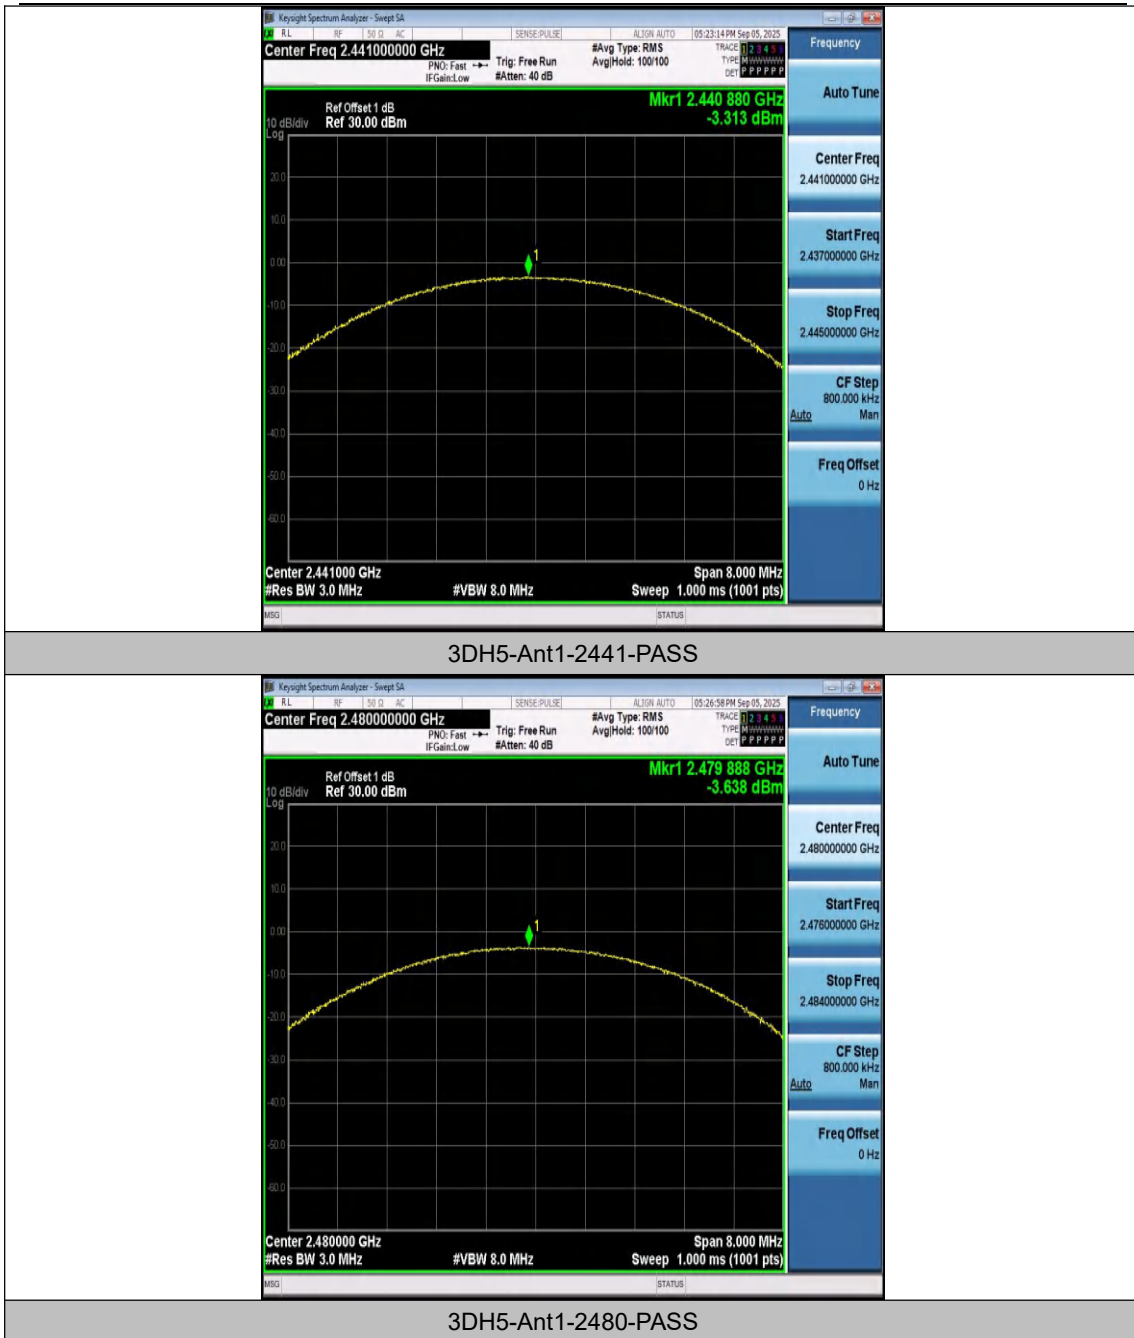 Keysight Spectrum Analyzer - Swept SA
RL RF 50 Ω AC SENSE:PULSE ALIGN AUTO 05:23:14 PM Sep 05, 2025
Center Freq 2.441000000 GHz #Avg Type: RMS TRACE 1 2 3 4 5 6
PNO: Fast Trig: Free Run Avg|Hold: 100/100 TYPE M WWWWW
IFGain:Low #Atten: 40 dB DET P P P P P P
Frequency
Auto Tune
Center Freq
2.441000000 GHz
Start Freq
2.437000000 GHz
Stop Freq
2.445000000 GHz
CF Step
800.000 kHz
Auto Man
Freq Offset
0 Hz
Mkr1 2.440 880 GHz
-3.313 dBm
Ref Offset 1 dB
10 dB/div Ref 30.00 dBm
Log
20.0
10.0
0.00
-10.0
-20.0
-30.0
-40.0
-50.0
-60.0
1
Center 2.441000 GHz Span 8.000 MHz
#Res BW 3.0 MHz #VBW 8.0 MHz Sweep 1.000 ms (1001 pts)
MSG STATUS
3DH5-Ant1-2441-PASS
Keysight Spectrum Analyzer - Swept SA
RL RF 50 Ω AC SENSE:PULSE ALIGN AUTO 05:26:58 PM Sep 05, 2025
Center Freq 2.480000000 GHz #Avg Type: RMS TRACE 1 2 3 4 5 6
PNO: Fast Trig: Free Run Avg|Hold: 100/100 TYPE M WWWWW
IFGain:Low #Atten: 40 dB DET P P P P P P
Frequency
Auto Tune
Center Freq
2.480000000 GHz
Start Freq
2.476000000 GHz
Stop Freq
2.484000000 GHz
CF Step
800.000 kHz
Auto Man
Freq Offset
0 Hz
Mkr1 2.479 888 GHz
-3.638 dBm
Ref Offset 1 dB
10 dB/div Ref 30.00 dBm
Log
20.0
10.0
0.00
-10.0
-20.0
-30.0
-40.0
-50.0
-60.0
1
Center 2.480000 GHz Span 8.000 MHz
#Res BW 3.0 MHz #VBW 8.0 MHz Sweep 1.000 ms (1001 pts)
MSG STATUS
3DH5-Ant1-2480-PASS